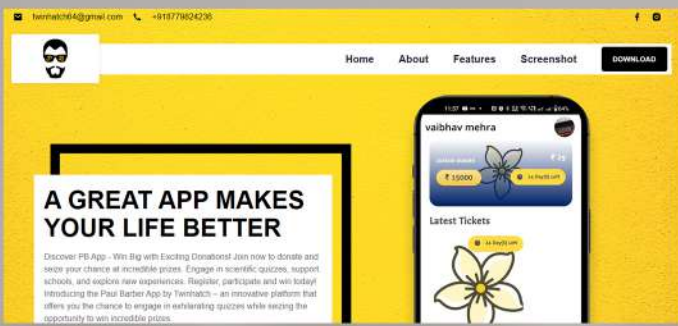 twinhatch04@gmail.com +918779824236
Home About Features Screenshot DOWNLOAD
11:37
vaibhav mehra
₹ 25
₹ 15000
Latest Tickets
A GREAT APP MAKES
YOUR LIFE BETTER
Discover PB App - Win Big with Exciting Donations! Join now to donate and
seize your chance at incredible prizes. Engage in scientific quizzes, support
schools, and explore new experiences. Register, participate and win today!
Introducing the Paul Barber App by Twinhatch – an innovative platform that
offers you the chance to engage in exhilarating quizzes while seizing the
opportunity to win incredible prizes.